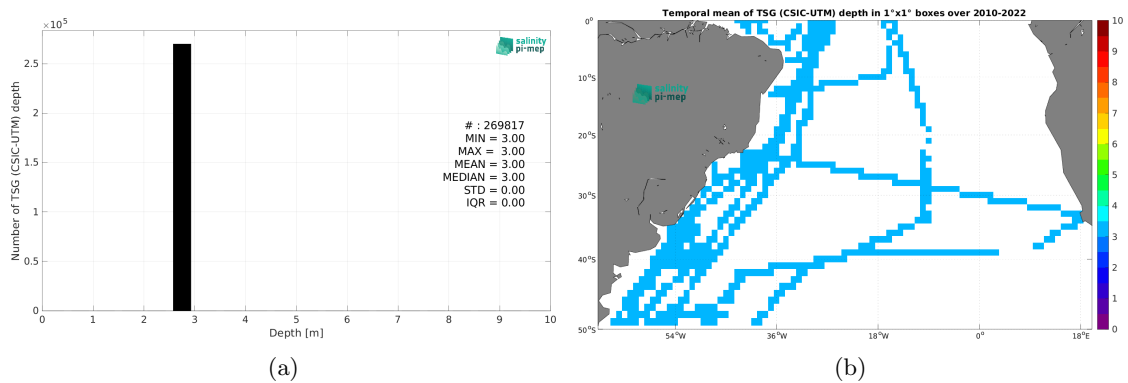 ×10⁵
2.5
2
1.5
1
0.5
0
0 1 2 3 4 5 6 7 8 9 10
Number of TSG (CSIC-UTM) depth
Depth [m]
salinity
pi-mep
# : 269817
MIN = 3.00
MAX = 3.00
MEAN = 3.00
MEDIAN = 3.00
STD = 0.00
IQR = 0.00
(a)
Temporal mean of TSG (CSIC-UTM) depth in 1°x1° boxes over 2010-2022
0°
10°S
20°S
30°S
40°S
50°S
54°W 36°W 18°W 0° 18°E
salinity
pi-mep
10
9
8
7
6
5
4
3
2
1
0
(b)